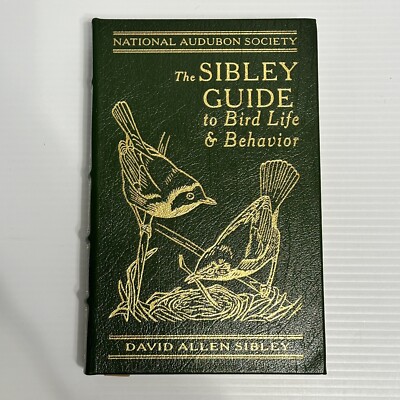 NATIONAL AUDUBON SOCIETY
The SIBLEY
GUIDE
to Bird Life
& Behavior
DAVID ALLEN SIBLEY